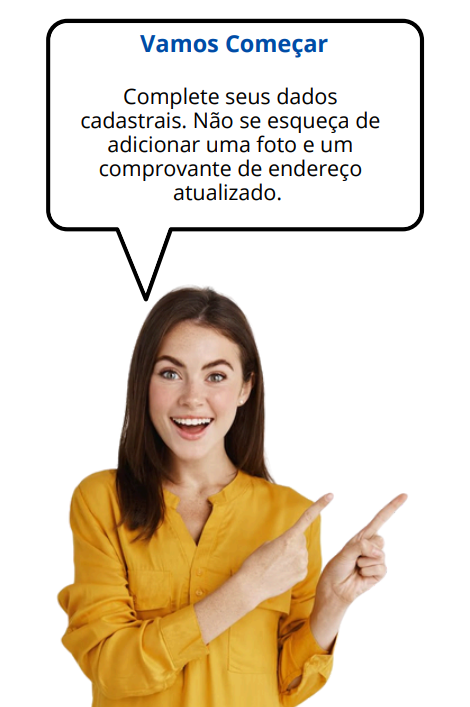 Vamos Começar
Complete seus dados
cadastrais. Não se esqueça de
adicionar uma foto e um
comprovante de endereço
atualizado.